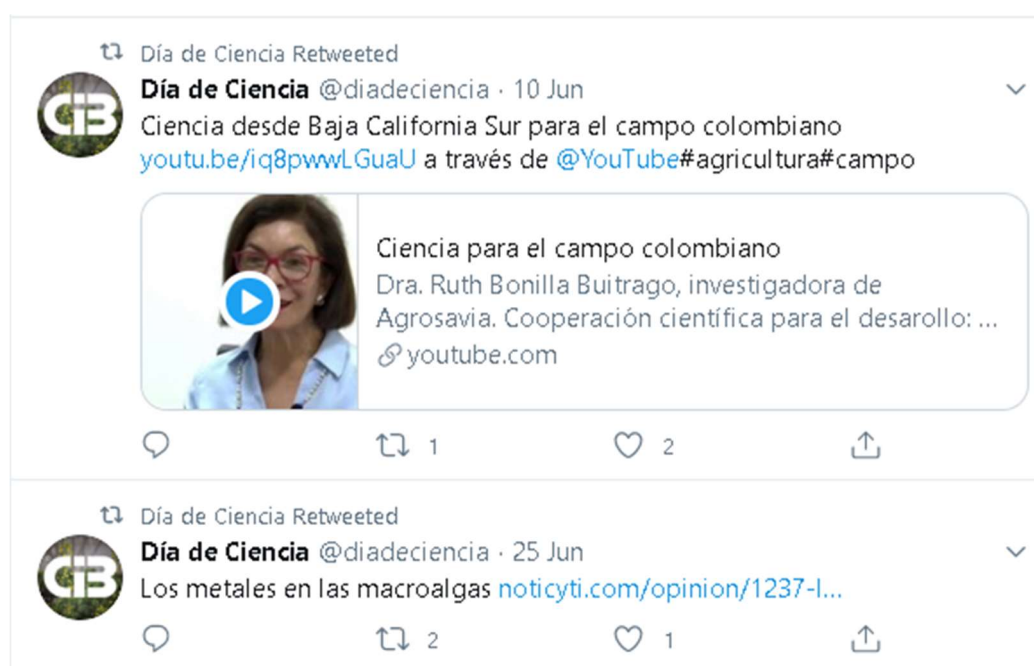 Día de Ciencia Retweeted
CiB
Día de Ciencia @diadeciencia · 10 Jun
Ciencia desde Baja California Sur para el campo colombiano
youtu.be/iq8pwwLGuaU a través de @YouTube#agricultura#campo
Ciencia para el campo colombiano
Dra. Ruth Bonilla Buitrago, investigadora de
Agrosavia. Cooperación científica para el desarollo: ...
youtube.com
1 2
Día de Ciencia Retweeted
CiB
Día de Ciencia @diadeciencia · 25 Jun
Los metales en las macroalgas noticyti.com/opinion/1237-l...
2 1